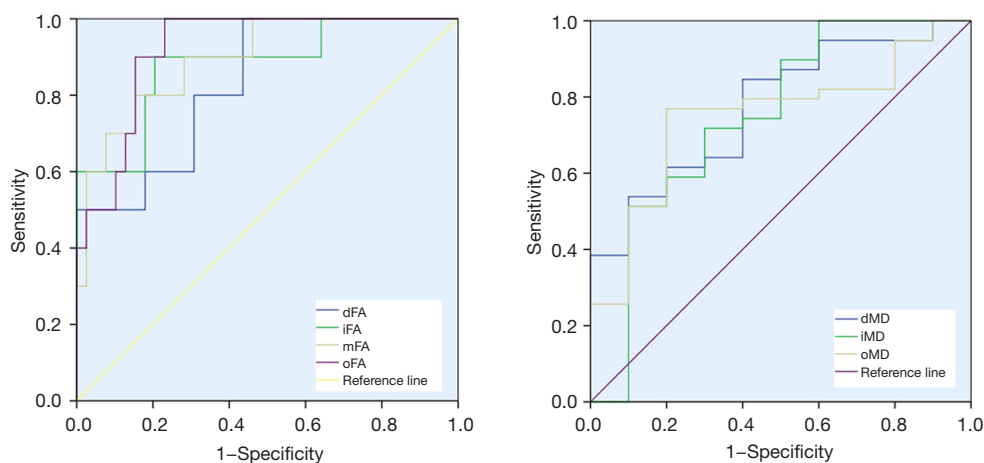 1.0
0.8
0.6
0.4
0.2
0.0
Sensitivity
0.0 0.2 0.4 0.6 0.8 1.0
1–Specificity
dFA
iFA
mFA
oFA
Reference line
1.0
0.8
0.6
0.4
0.2
0.0
Sensitivity
0.0 0.2 0.4 0.6 0.8 1.0
1–Specificity
dMD
iMD
oMD
Reference line